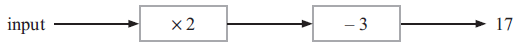 input × 2 – 3 17